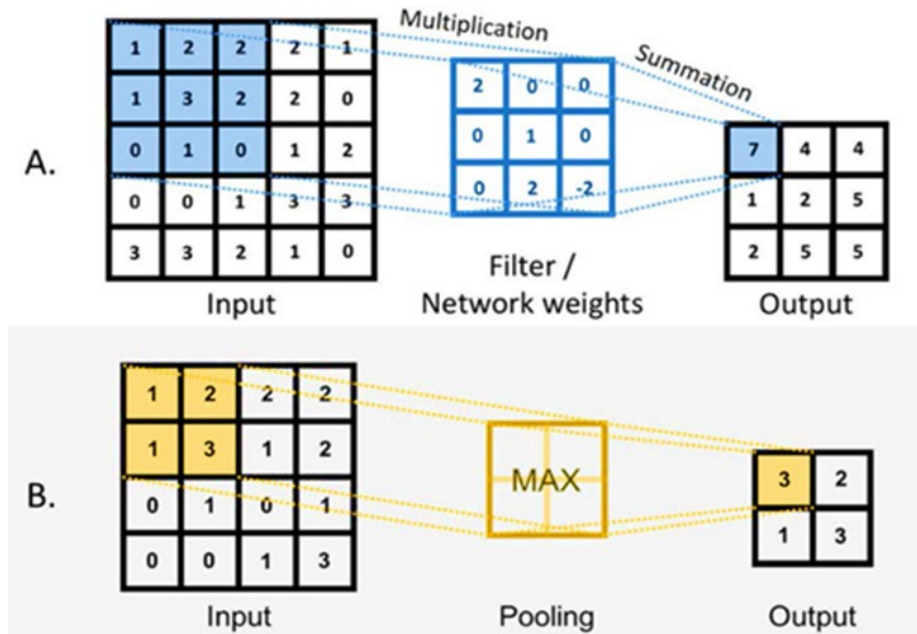 Multiplication
Summation
A.
1 2 2 2 1
1 3 2 2 0
0 1 0 1 2
0 0 1 3 3
3 3 2 1 0
Input
2 0 0
0 1 0
0 2 -2
Filter /
Network weights
7 4 4
1 2 5
2 5 5
Output
B.
1 2 2 2
1 3 1 2
0 1 0 1
0 0 1 3
Input
MAX
Pooling
3 2
1 3
Output